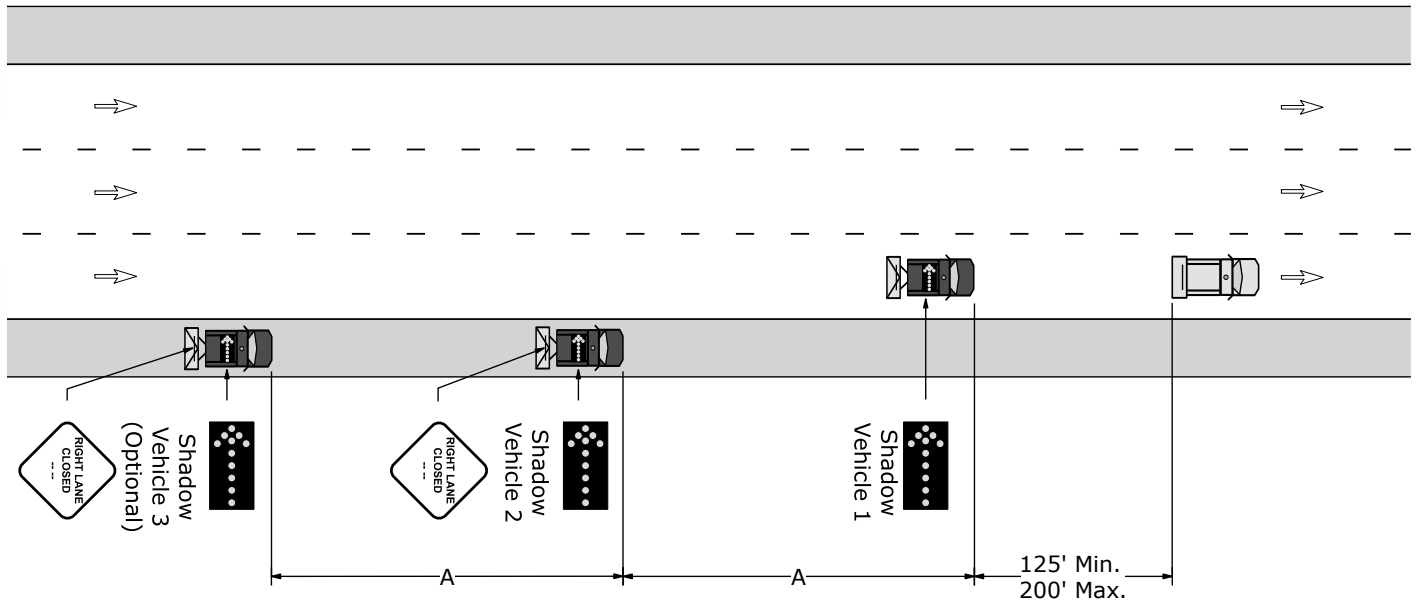 RIGHT LANE
CLOSED
-- --
Shadow
Vehicle 3
(Optional)
RIGHT LANE
CLOSED
-- --
Shadow
Vehicle 2
Shadow
Vehicle 1
A
A
125' Min.
200' Max.